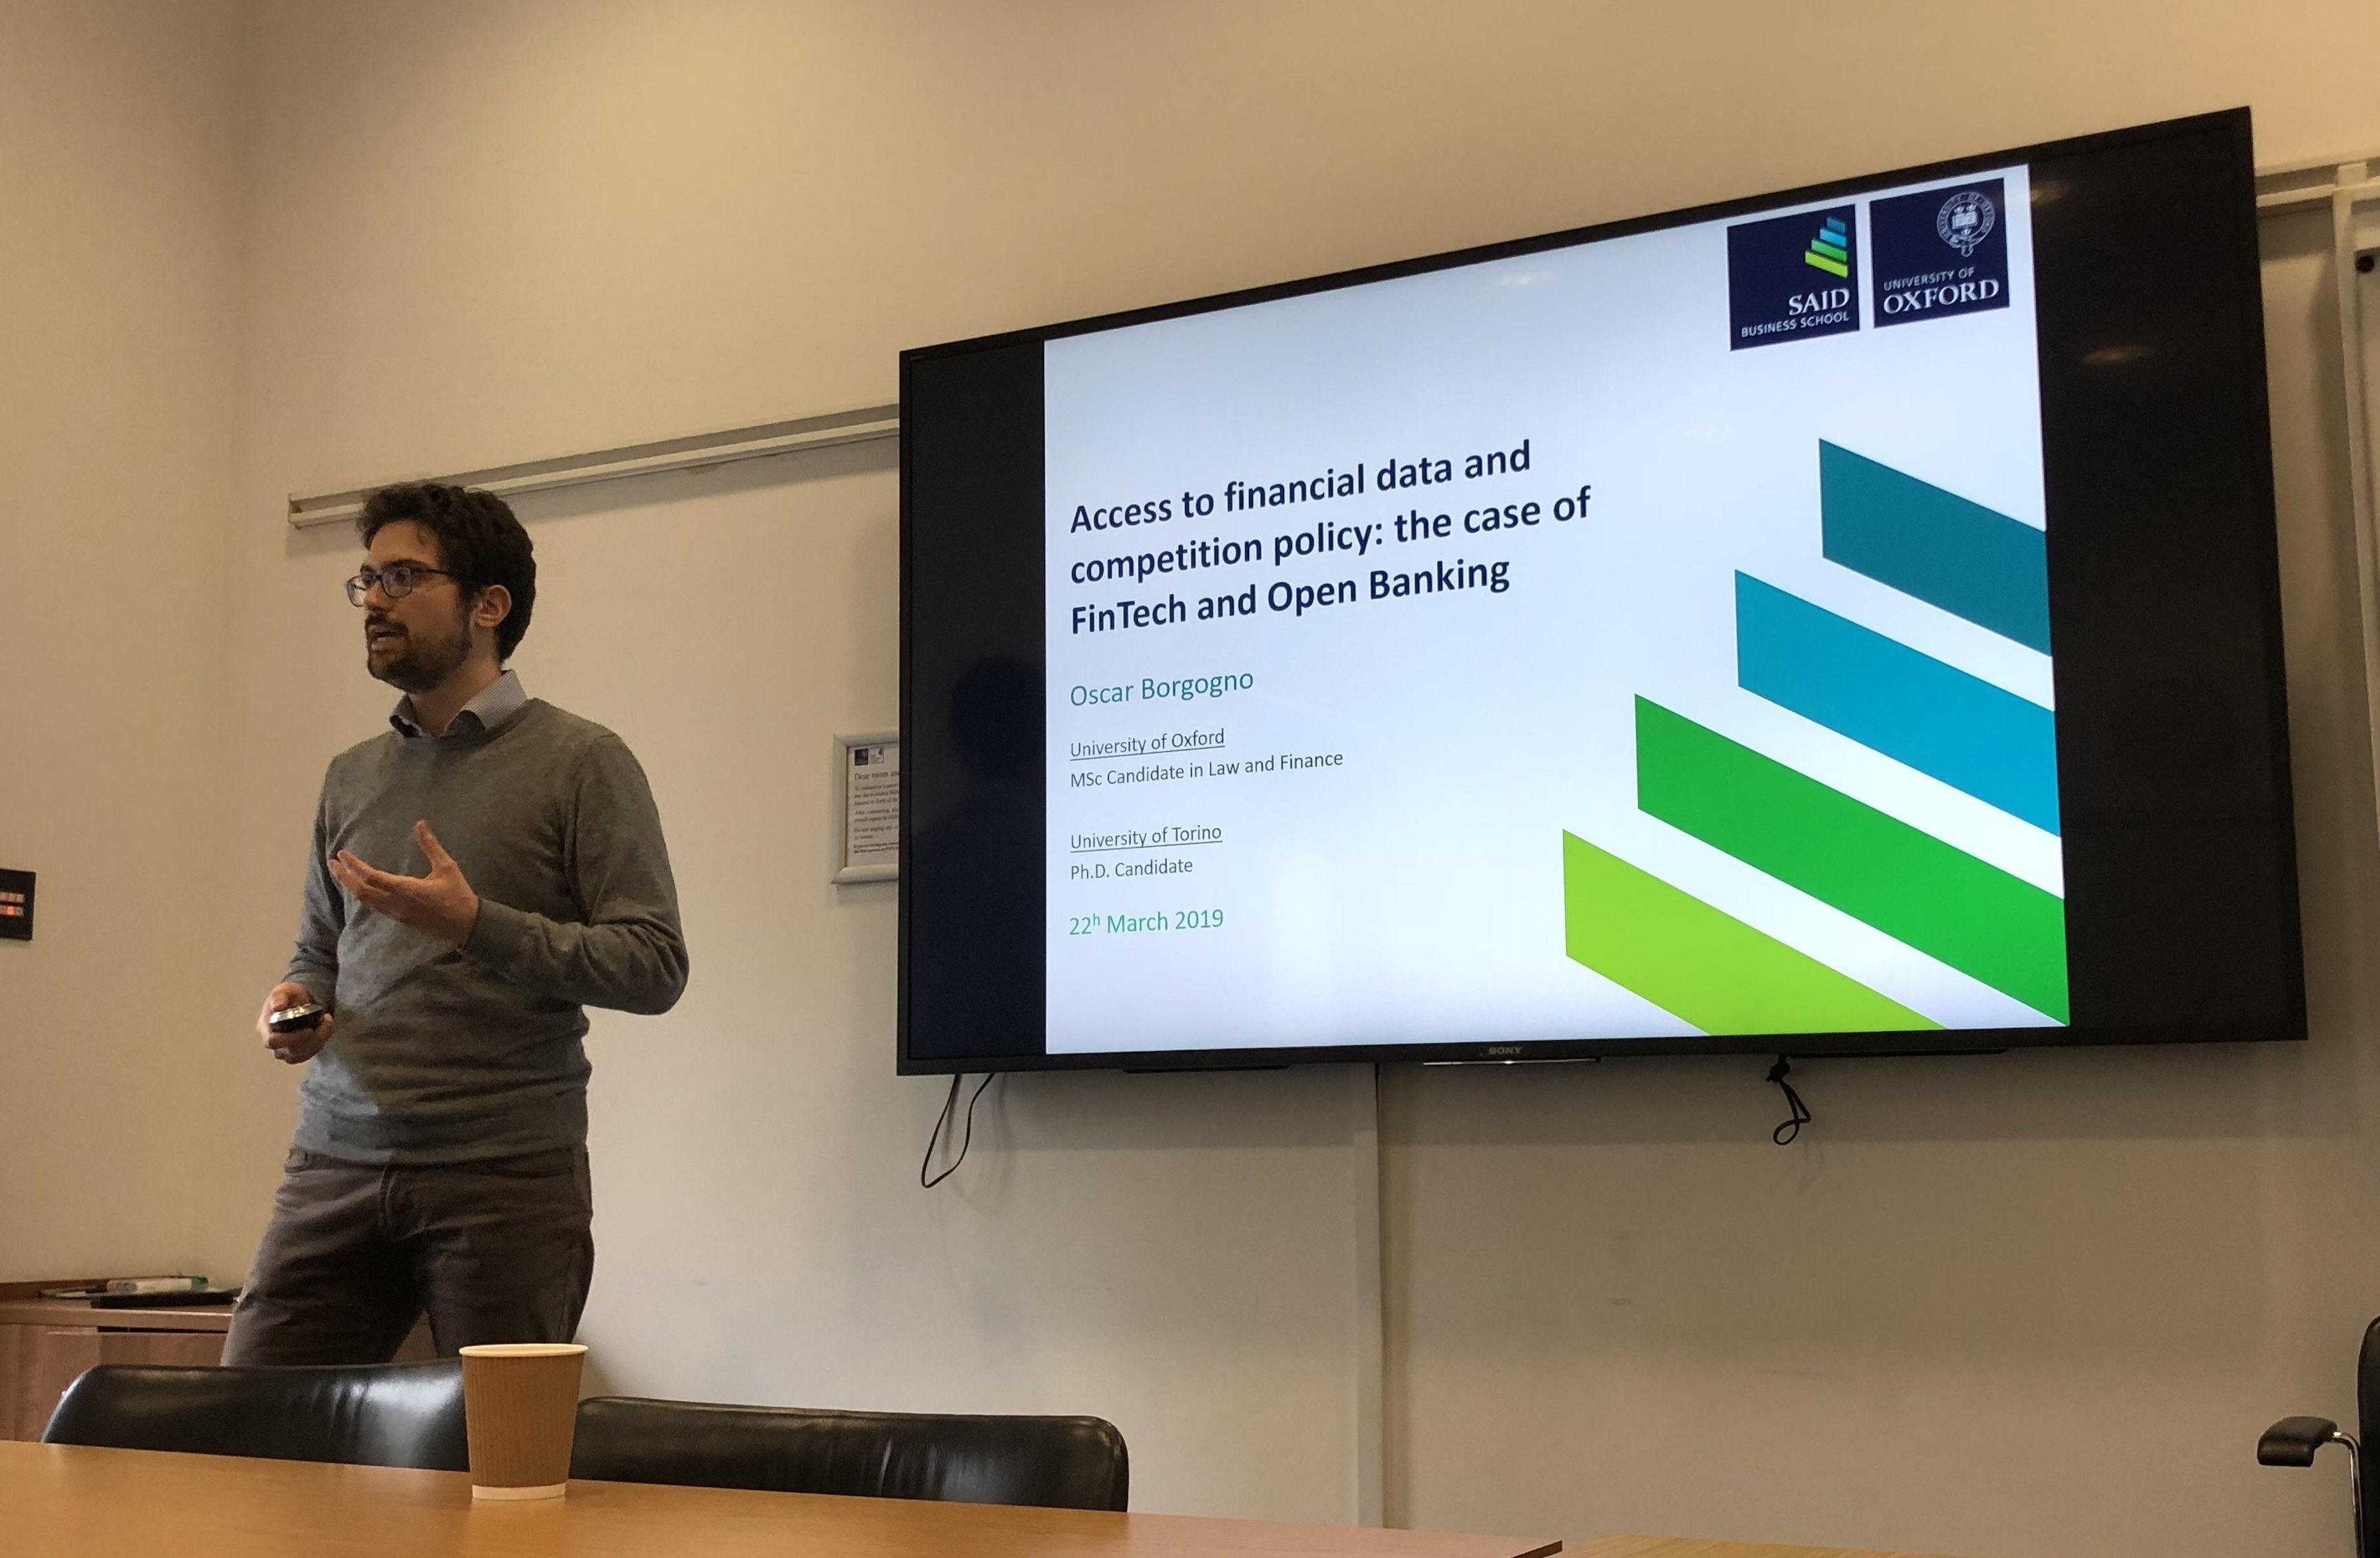 SAID
BUSINESS SCHOOL
UNIVERSITY OF
OXFORD
Access to financial data and
competition policy: the case of
FinTech and Open Banking
Oscar Borgogno
University of Oxford
MSc Candidate in Law and Finance
University of Torino
Ph.D. Candidate
22h March 2019
SONY
Dear room